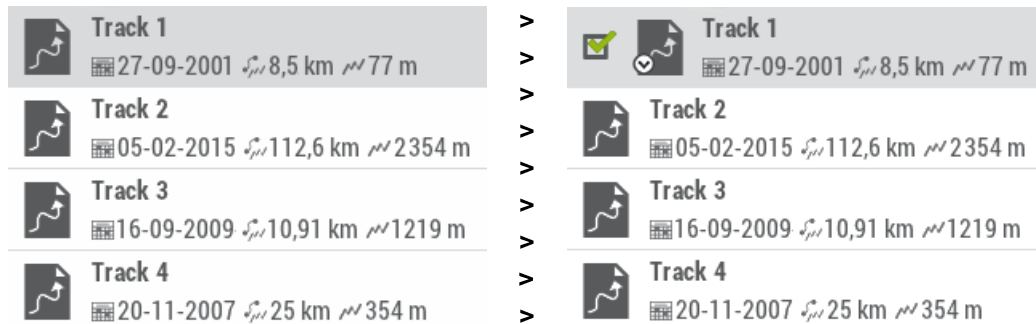 Track 1
27-09-2001 8,5 km 77 m
Track 2
05-02-2015 112,6 km 2354 m
Track 3
16-09-2009 10,91 km 1219 m
Track 4
20-11-2007 25 km 354 m
>
>
>
>
>
>
>
>
>
Track 1
27-09-2001 8,5 km 77 m
Track 2
05-02-2015 112,6 km 2354 m
Track 3
16-09-2009 10,91 km 1219 m
Track 4
20-11-2007 25 km 354 m